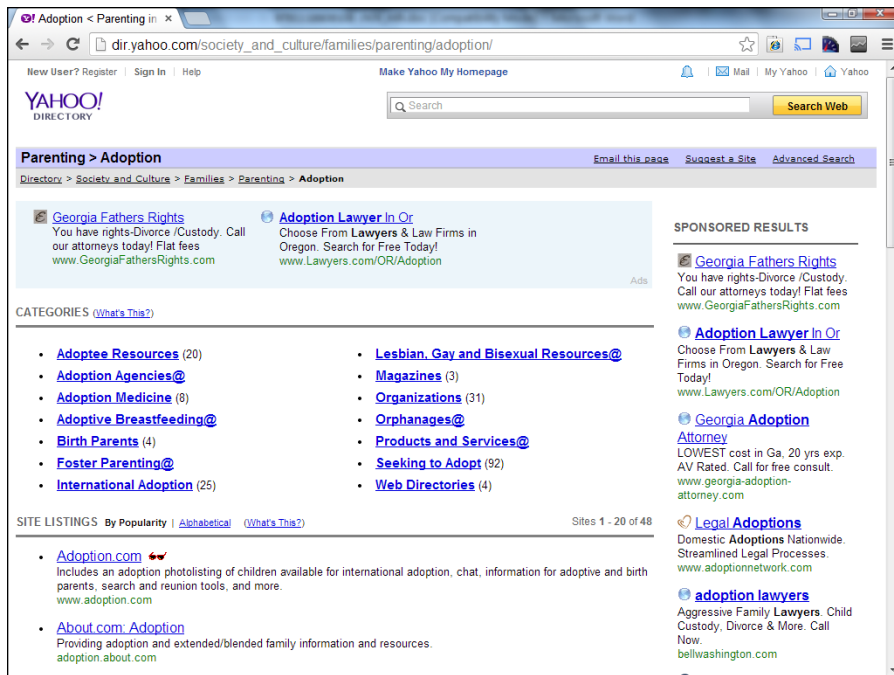 Adoption < Parenting in
dir.yahoo.com/society_and_culture/families/parenting/adoption/
New User? Register | Sign In | Help
Make Yahoo My Homepage
Mail | My Yahoo | Yahoo
YAHOO!
DIRECTORY
Search
Search Web
Parenting > Adoption
Email this page Suggest a Site Advanced Search
Directory > Society and Culture > Families > Parenting > Adoption
Georgia Fathers Rights
You have rights-Divorce /Custody. Call
our attorneys today! Flat fees
www.GeorgiaFathersRights.com
Adoption Lawyer In Or
Choose From Lawyers & Law Firms in
Oregon. Search for Free Today!
www.Lawyers.com/OR/Adoption
Ads
CATEGORIES (What's This?)
Adoptee Resources (20)
Adoption Agencies@
Adoption Medicine (8)
Adoptive Breastfeeding@
Birth Parents (4)
Foster Parenting@
International Adoption (25)
Lesbian, Gay and Bisexual Resources@
Magazines (3)
Organizations (31)
Orphanages@
Products and Services@
Seeking to Adopt (92)
Web Directories (4)
SITE LISTINGS By Popularity | Alphabetical (What's This?)
Sites 1 - 20 of 48
Adoption.com
Includes an adoption photolisting of children available for international adoption, chat, information for adoptive and birth
parents, search and reunion tools, and more.
www.adoption.com
About.com: Adoption
Providing adoption and extended/blended family information and resources.
adoption.about.com
SPONSORED RESULTS
Georgia Fathers Rights
You have rights-Divorce /Custody.
Call our attorneys today! Flat fees
www.GeorgiaFathersRights.com
Adoption Lawyer In Or
Choose From Lawyers & Law
Firms in Oregon. Search for Free
Today!
www.Lawyers.com/OR/Adoption
Georgia Adoption
Attorney
LOWEST cost in Ga, 20 yrs exp.
AV Rated. Call for free consult.
www.georgia-adoption-
attorney.com
Legal Adoptions
Domestic Adoptions Nationwide.
Streamlined Legal Processes.
www.adoptionnetwork.com
adoption lawyers
Aggressive Family Lawyers. Child
Custody, Divorce & More. Call
Now.
bellwashington.com